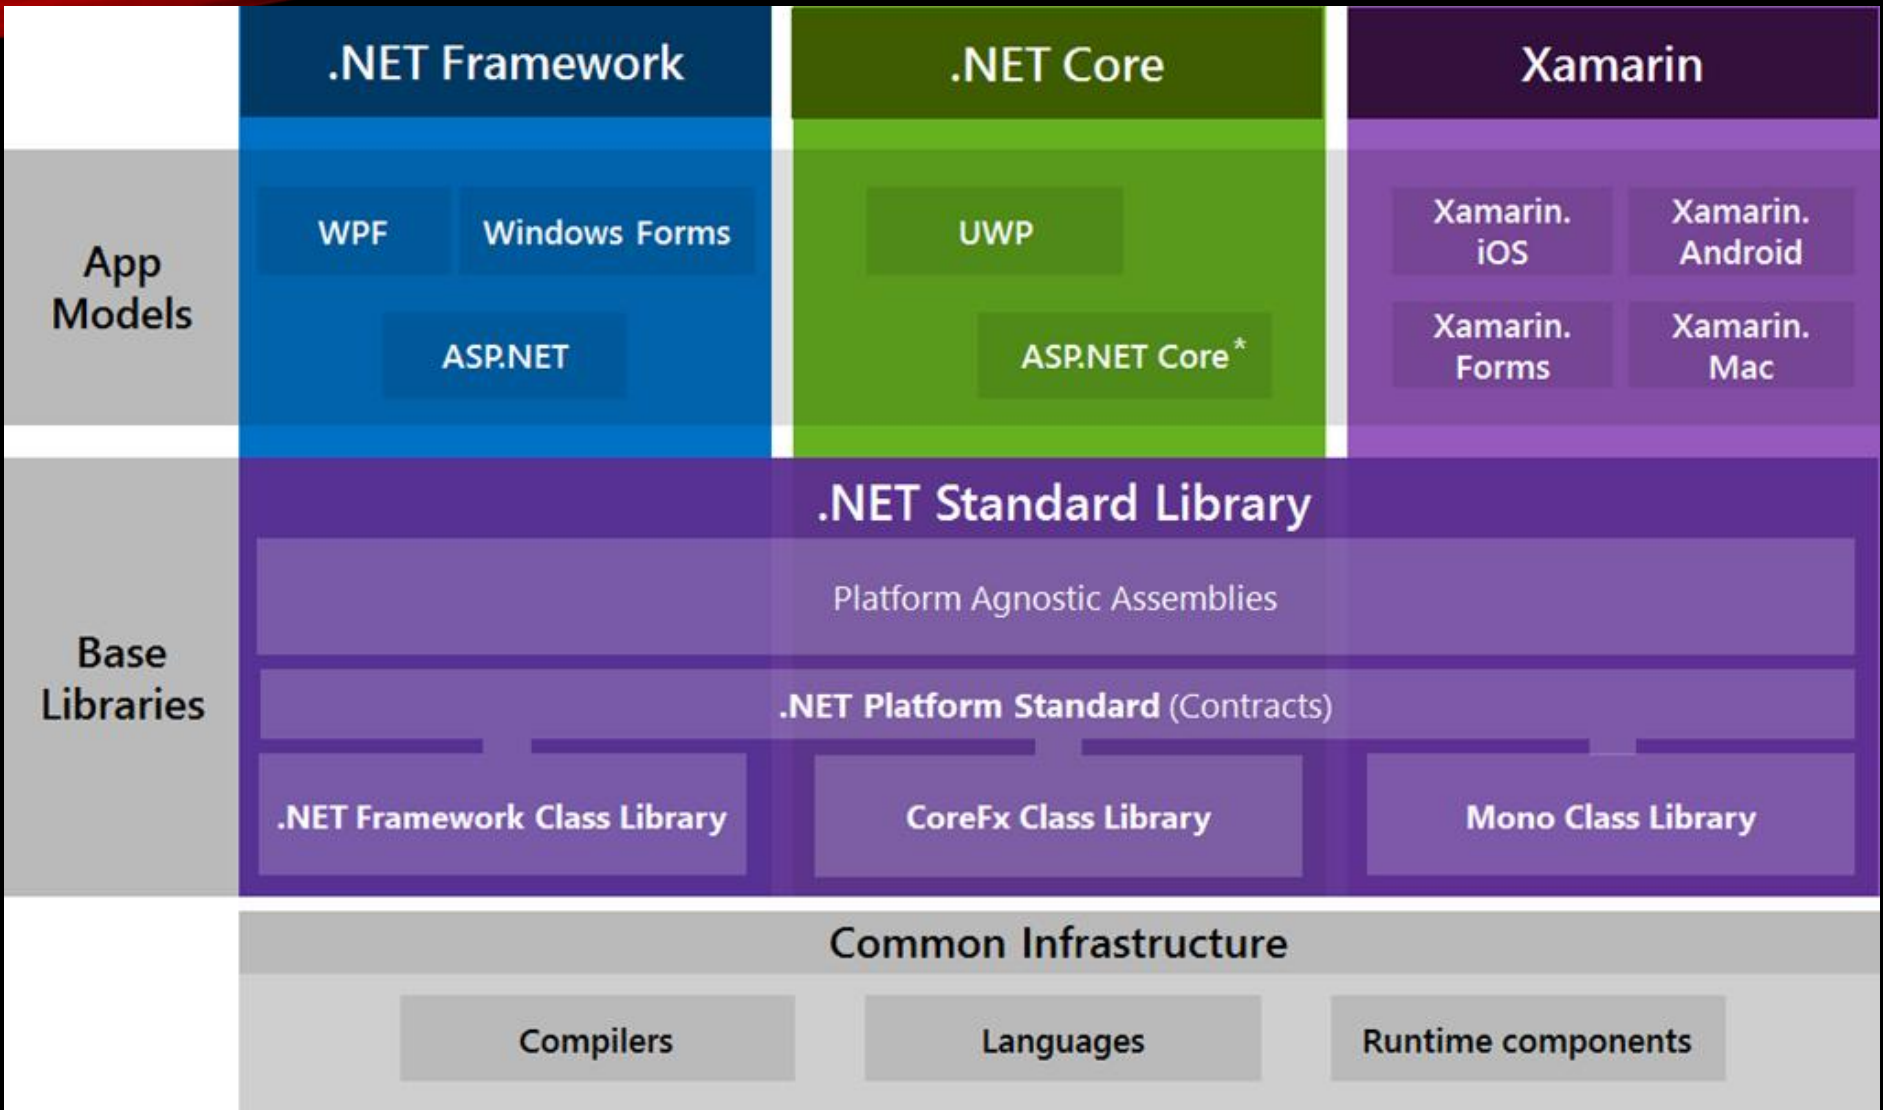 .NET Framework
.NET Core
Xamarin
App
Models
WPF
Windows Forms
ASP.NET
UWP
ASP.NET Core*
Xamarin.
iOS
Xamarin.
Android
Xamarin.
Forms
Xamarin.
Mac
Base
Libraries
.NET Standard Library
Platform Agnostic Assemblies
.NET Platform Standard (Contracts)
.NET Framework Class Library
CoreFx Class Library
Mono Class Library
Common Infrastructure
Compilers
Languages
Runtime components